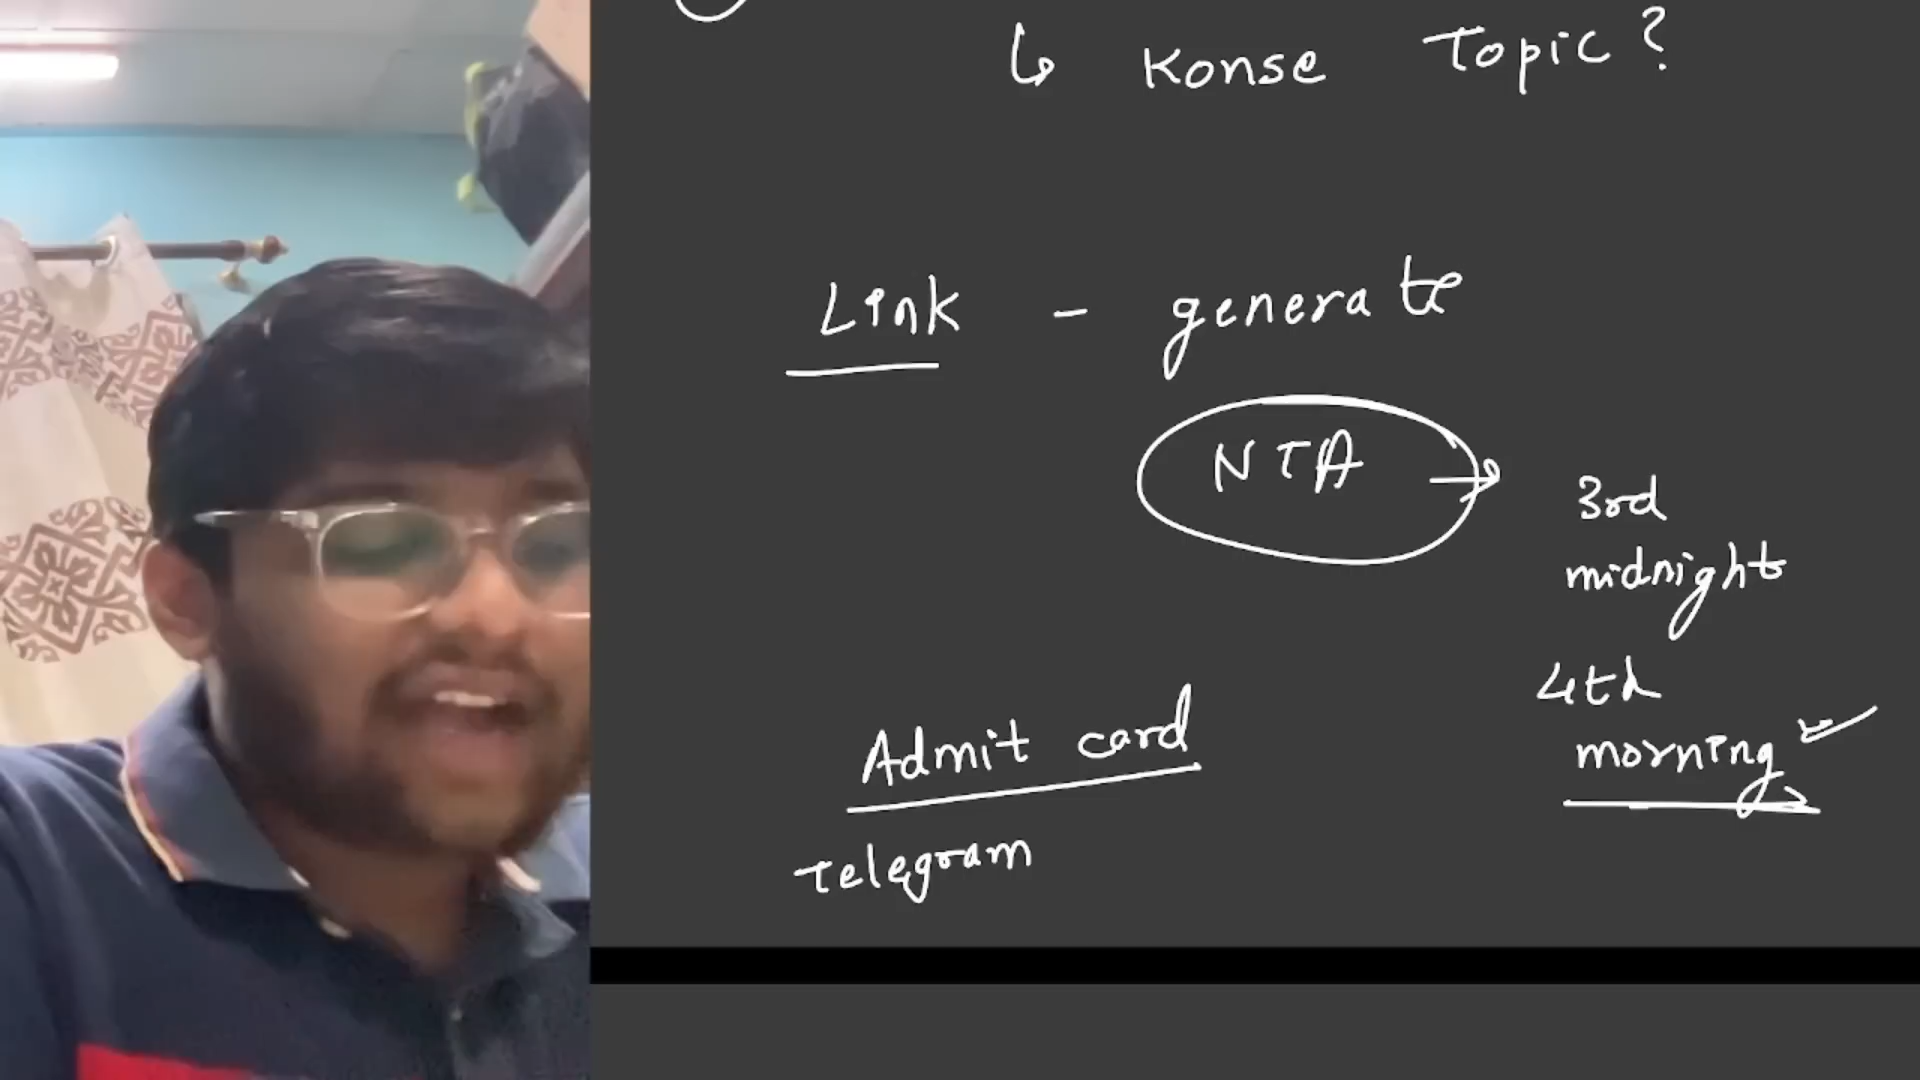 ↳ Konse Topic?
Link - generate
NTA →
3rd
midnight
Admit card
Telegram
4th
morning ✓